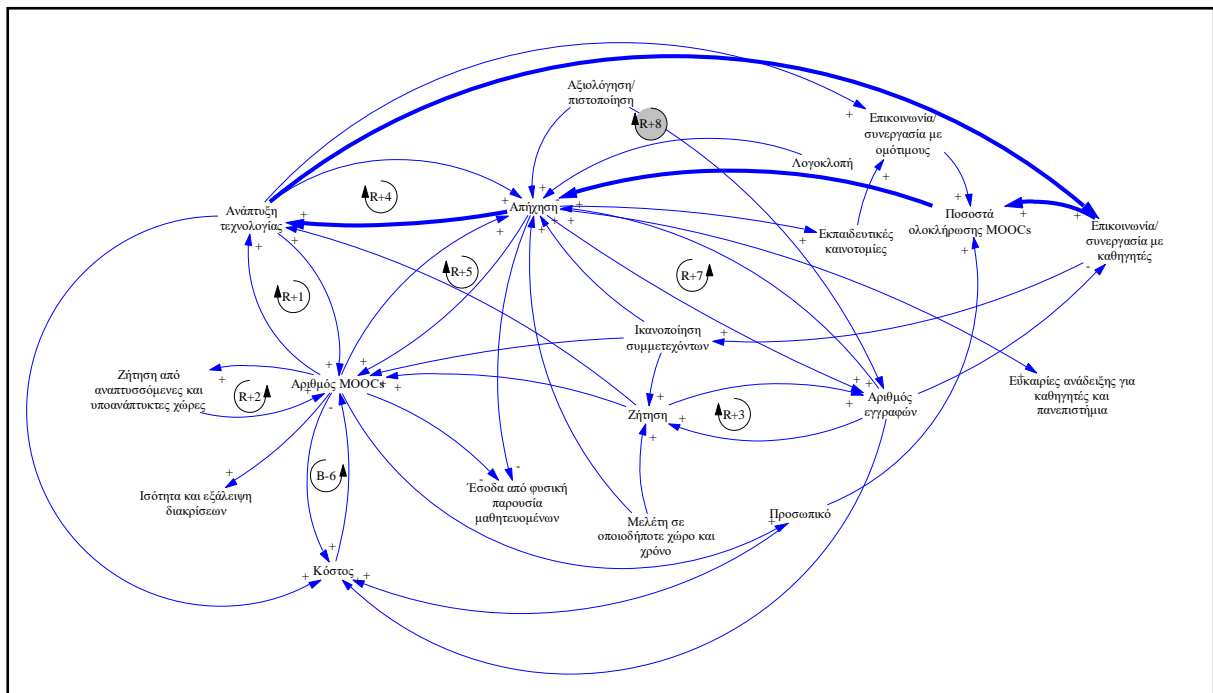 Αξιολόγηση/
πιστοποίηση
R+8
Επικοινωνία/
συνεργασία με
ομότιμους
Λογοκλοπή
R+4
Ανάπτυξη
τεχνολογίας
Απήχηση
Ποσοστά
ολοκλήρωσης MOOCs
Εκπαιδευτικές
καινοτομίες
Επικοινωνία/
συνεργασία με
καθηγητές
R+5
R+7
R+1
Ικανοποίηση
συμμετεχόντων
Ζήτηση από
αναπτυσσόμενες και
υποανάπτυκτες χώρες
R+2
Αριθμός MOOCs
Ευκαιρίες ανάδειξης για
καθηγητές και
πανεπιστήμια
Ζήτηση
R+3
Αριθμός
εγγραφών
B-6
Ισότητα και εξάλειψη
διακρίσεων
Έσοδα από φυσική
παρουσία
μαθητευομένων
Μελέτη σε
οποιοδήποτε χώρο και
χρόνο
Προσωπικό
Κόστος